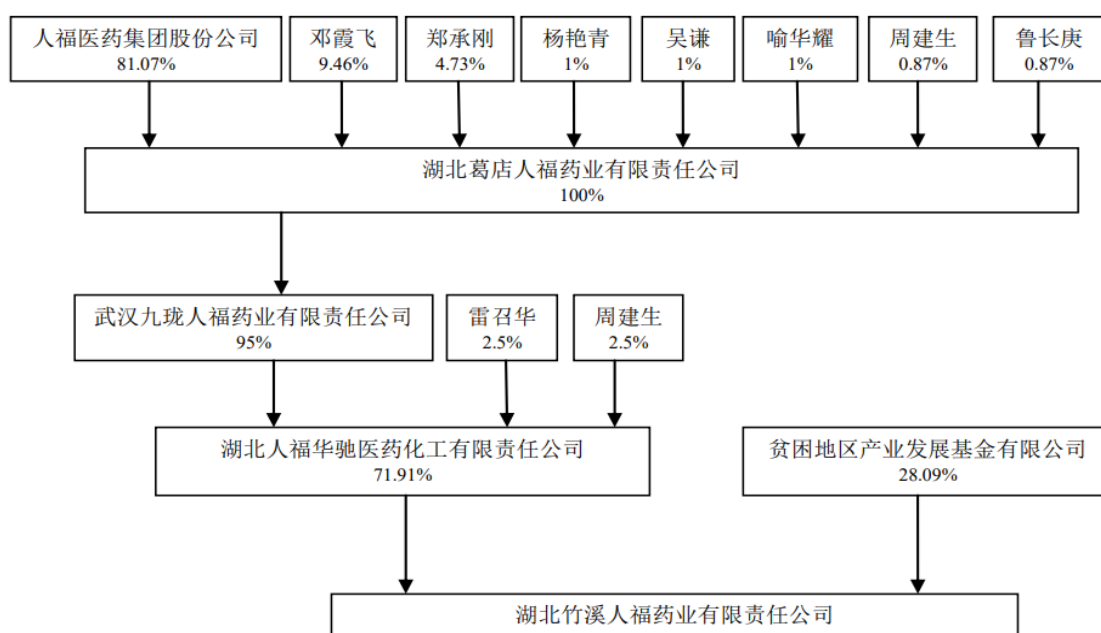 人福医药集团股份公司
81.07%
邓霞飞
9.46%
郑承刚
4.73%
杨艳青
1%
吴谦
1%
喻华耀
1%
周建生
0.87%
鲁长庚
0.87%
湖北葛店人福药业有限责任公司
100%
武汉九珑人福药业有限责任公司
95%
雷召华
2.5%
周建生
2.5%
湖北人福华驰医药化工有限责任公司
71.91%
贫困地区产业发展基金有限公司
28.09%
湖北竹溪人福药业有限责任公司